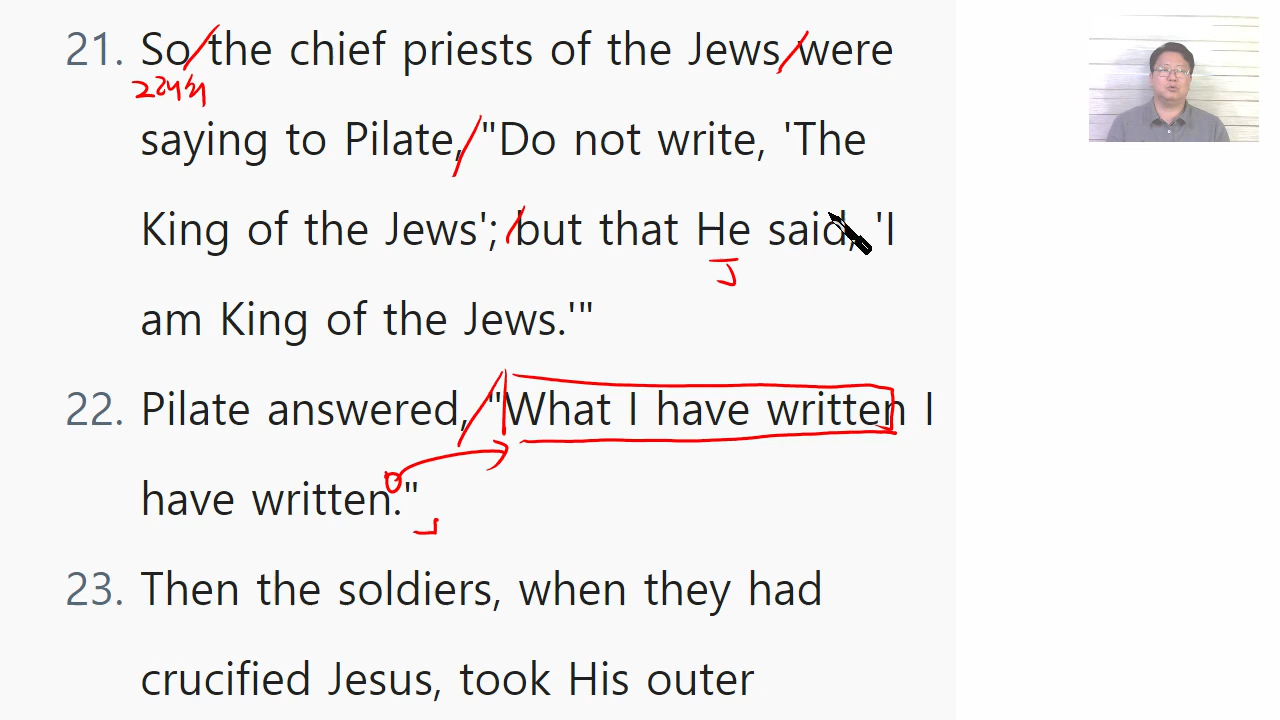 21. So the chief priests of the Jews were
그래서
saying to Pilate, "Do not write, 'The
King of the Jews'; but that He said, 'I
J
am King of the Jews.'"
22. Pilate answered, "What I have written I
have written."
23. Then the soldiers, when they had
crucified Jesus, took His outer